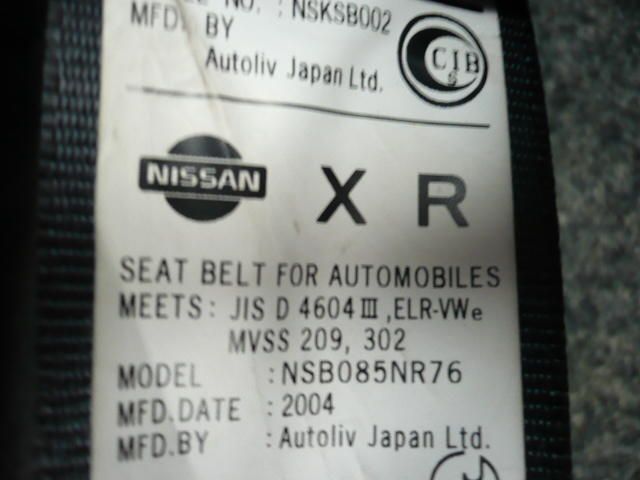 NO. : NSKSB002
MFD. BY
Autoliv Japan Ltd.
CIB
S
NISSAN X R
SEAT BELT FOR AUTOMOBILES
MEETS: JIS D 4604 III ,ELR-VWe
MVSS 209, 302
MODEL :NSB085NR76
MFD.DATE : 2004
MFD.BY : Autoliv Japan Ltd.